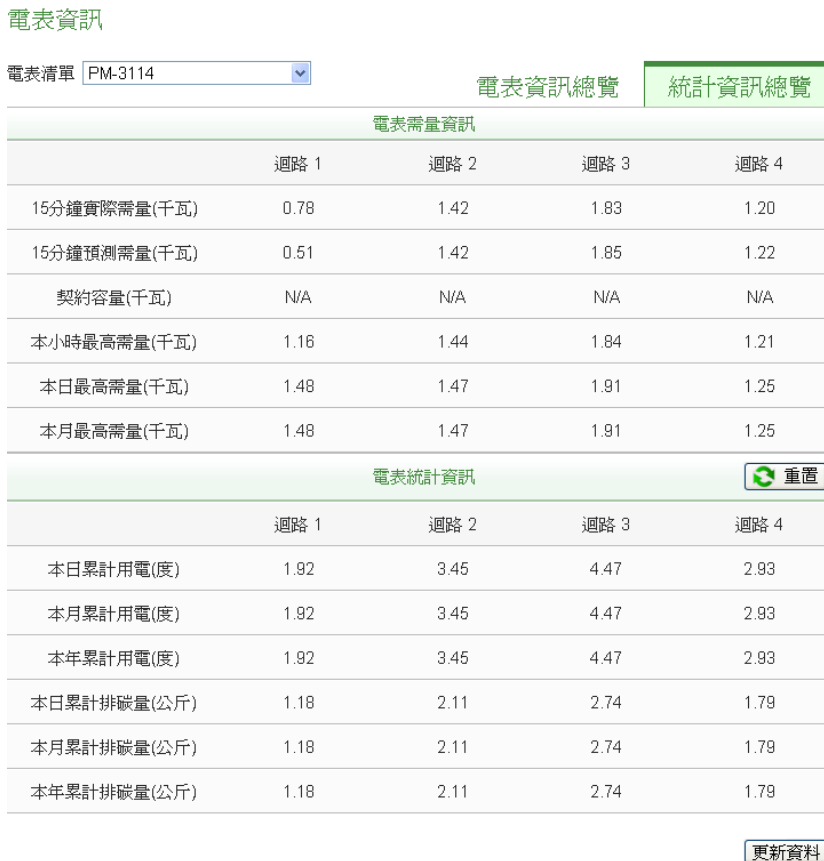 電表資訊
電表清單 PM-3114
電表資訊總覽 統計資訊總覽
電表需量資訊
迴路 1 迴路 2 迴路 3 迴路 4
15分鐘實際需量(千瓦) 0.78 1.42 1.83 1.20
15分鐘預測需量(千瓦) 0.51 1.42 1.85 1.22
契約容量(千瓦) N/A N/A N/A N/A
本小時最高需量(千瓦) 1.16 1.44 1.84 1.21
本日最高需量(千瓦) 1.48 1.47 1.91 1.25
本月最高需量(千瓦) 1.48 1.47 1.91 1.25
電表統計資訊 重置
迴路 1 迴路 2 迴路 3 迴路 4
本日累計用電(度) 1.92 3.45 4.47 2.93
本月累計用電(度) 1.92 3.45 4.47 2.93
本年累計用電(度) 1.92 3.45 4.47 2.93
本日累計排碳量(公斤) 1.18 2.11 2.74 1.79
本月累計排碳量(公斤) 1.18 2.11 2.74 1.79
本年累計排碳量(公斤) 1.18 2.11 2.74 1.79
更新資料